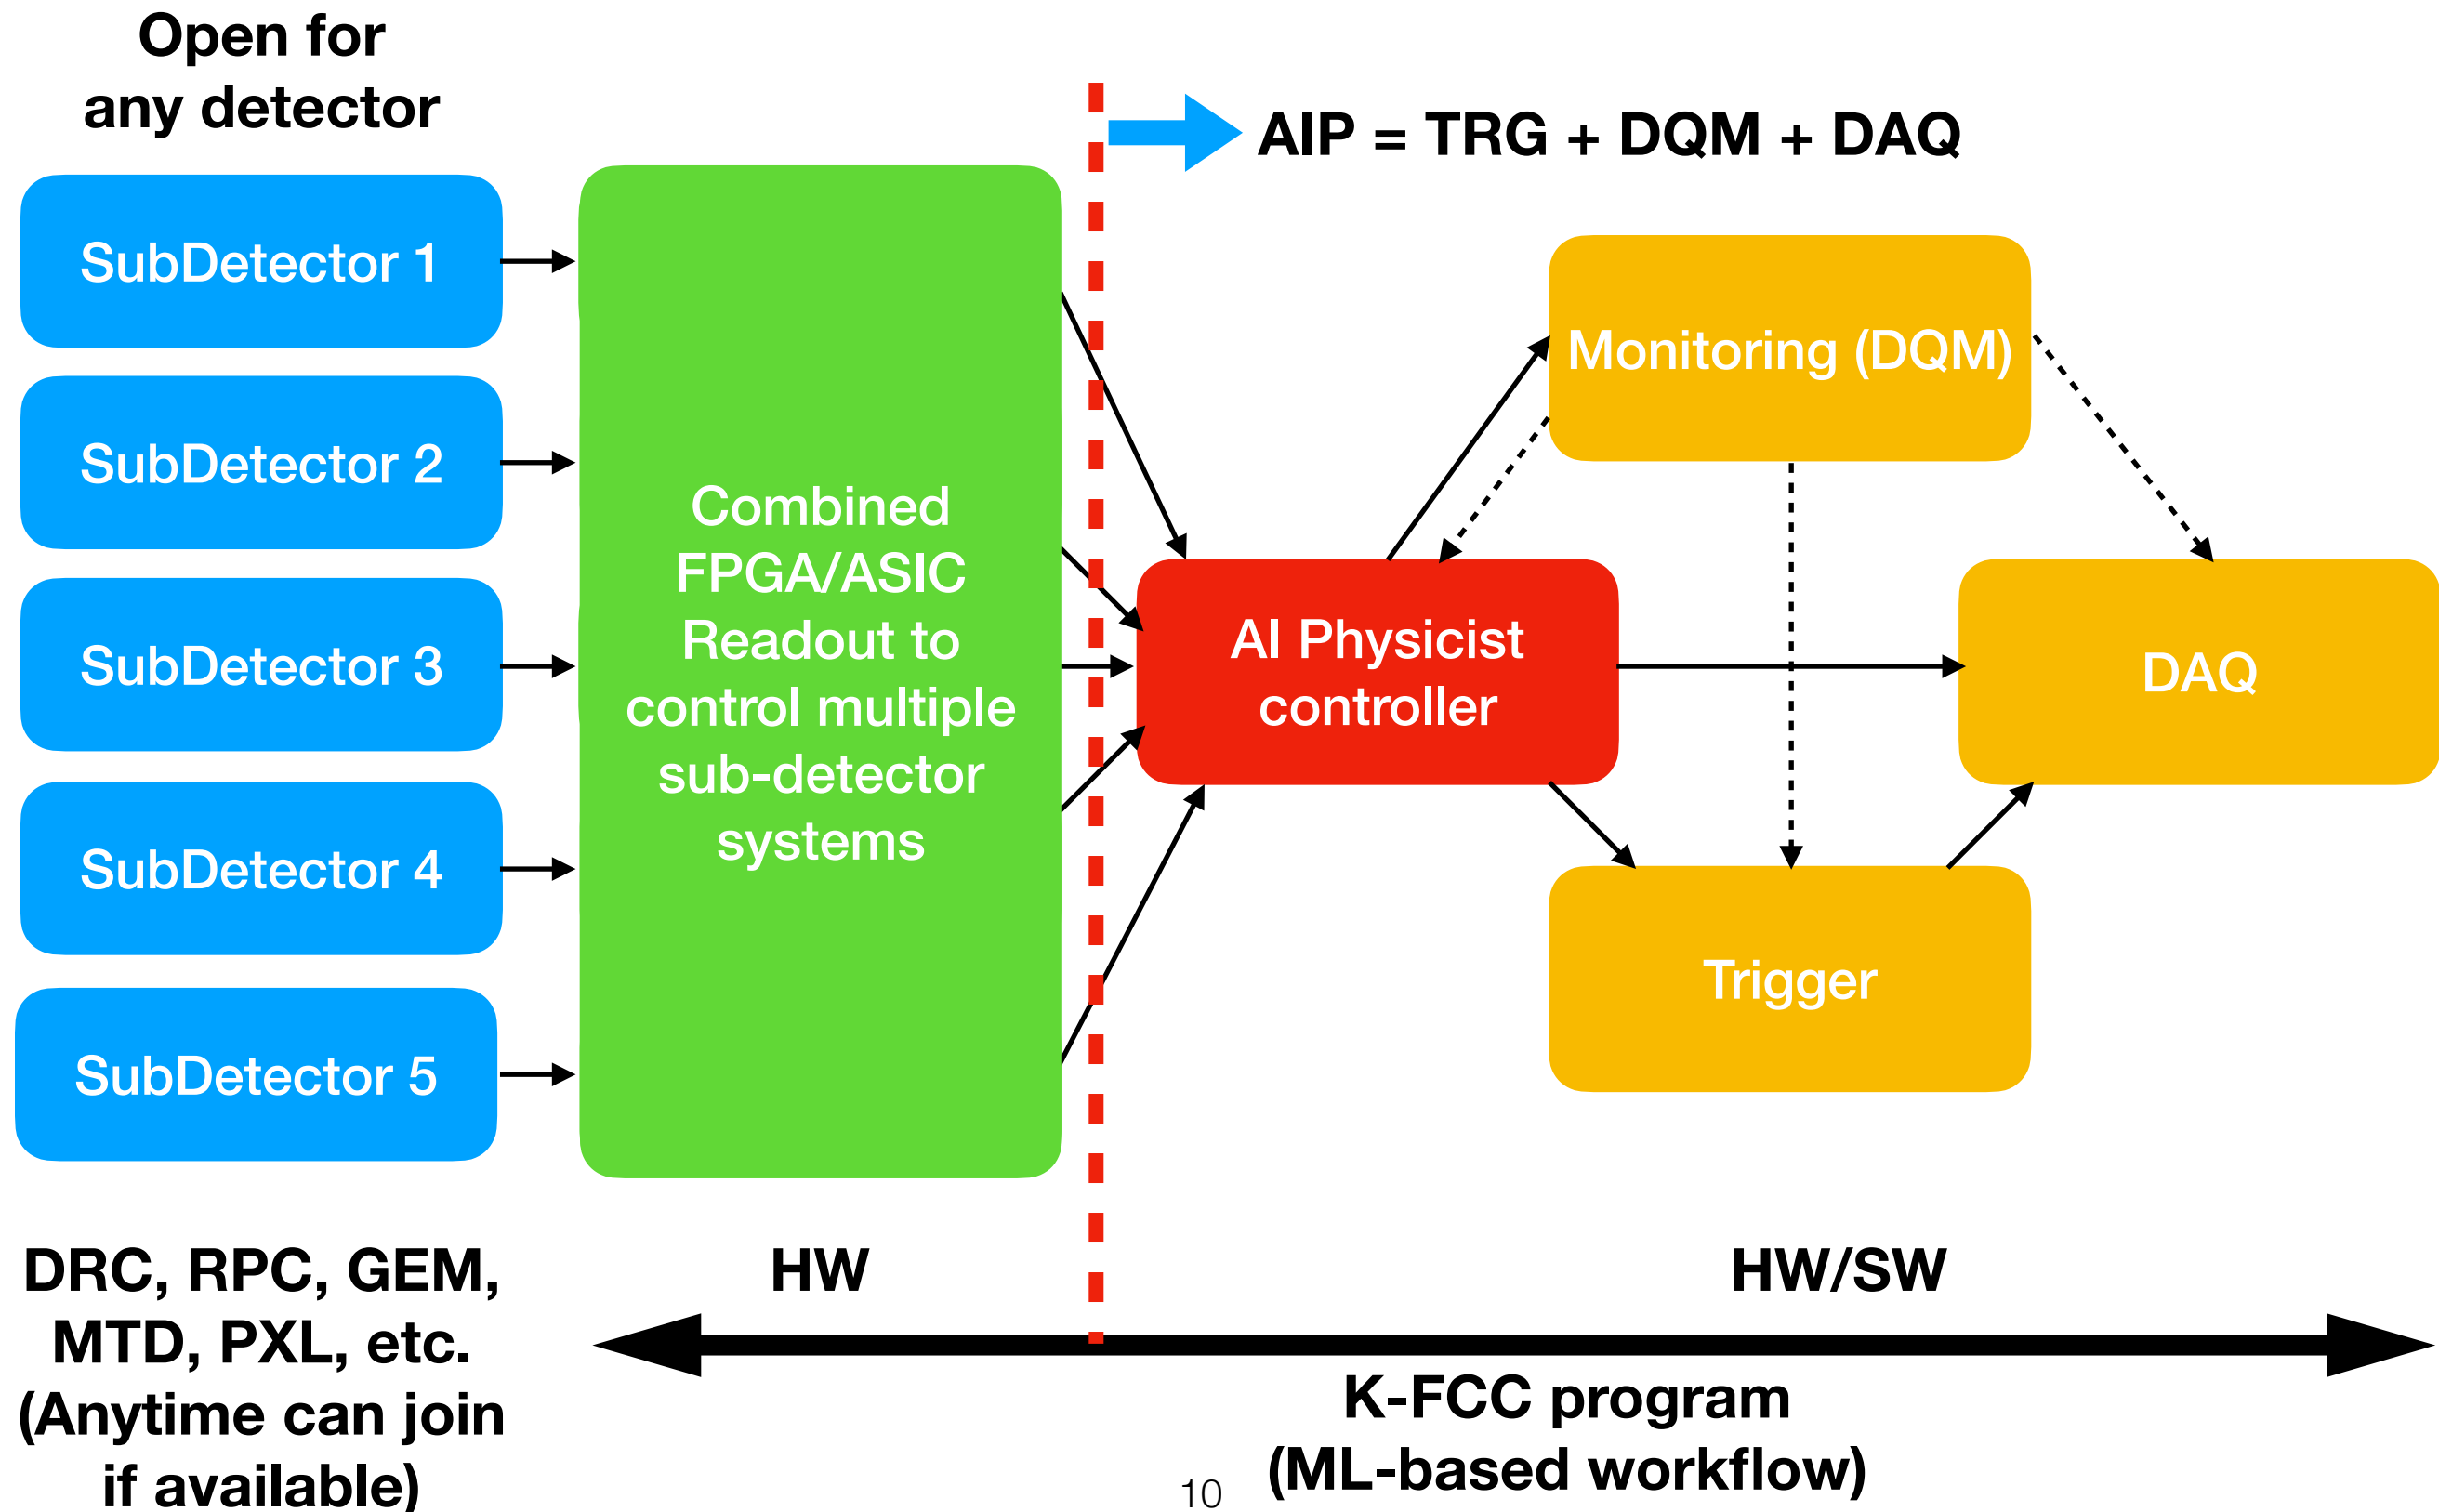 Open for
any detector
AIP = TRG + DQM + DAQ
SubDetector 1
SubDetector 2
SubDetector 3
SubDetector 4
SubDetector 5
Combined
FPGA/ASIC
Readout to
control multiple
sub-detector
systems
AI Physicist
controller
Monitoring (DQM)
DAQ
Trigger
DRC, RPC, GEM,
MTD, PXL, etc.
(Anytime can join
if available)
HW
HW/SW
K-FCC program
(ML-based workflow)
10